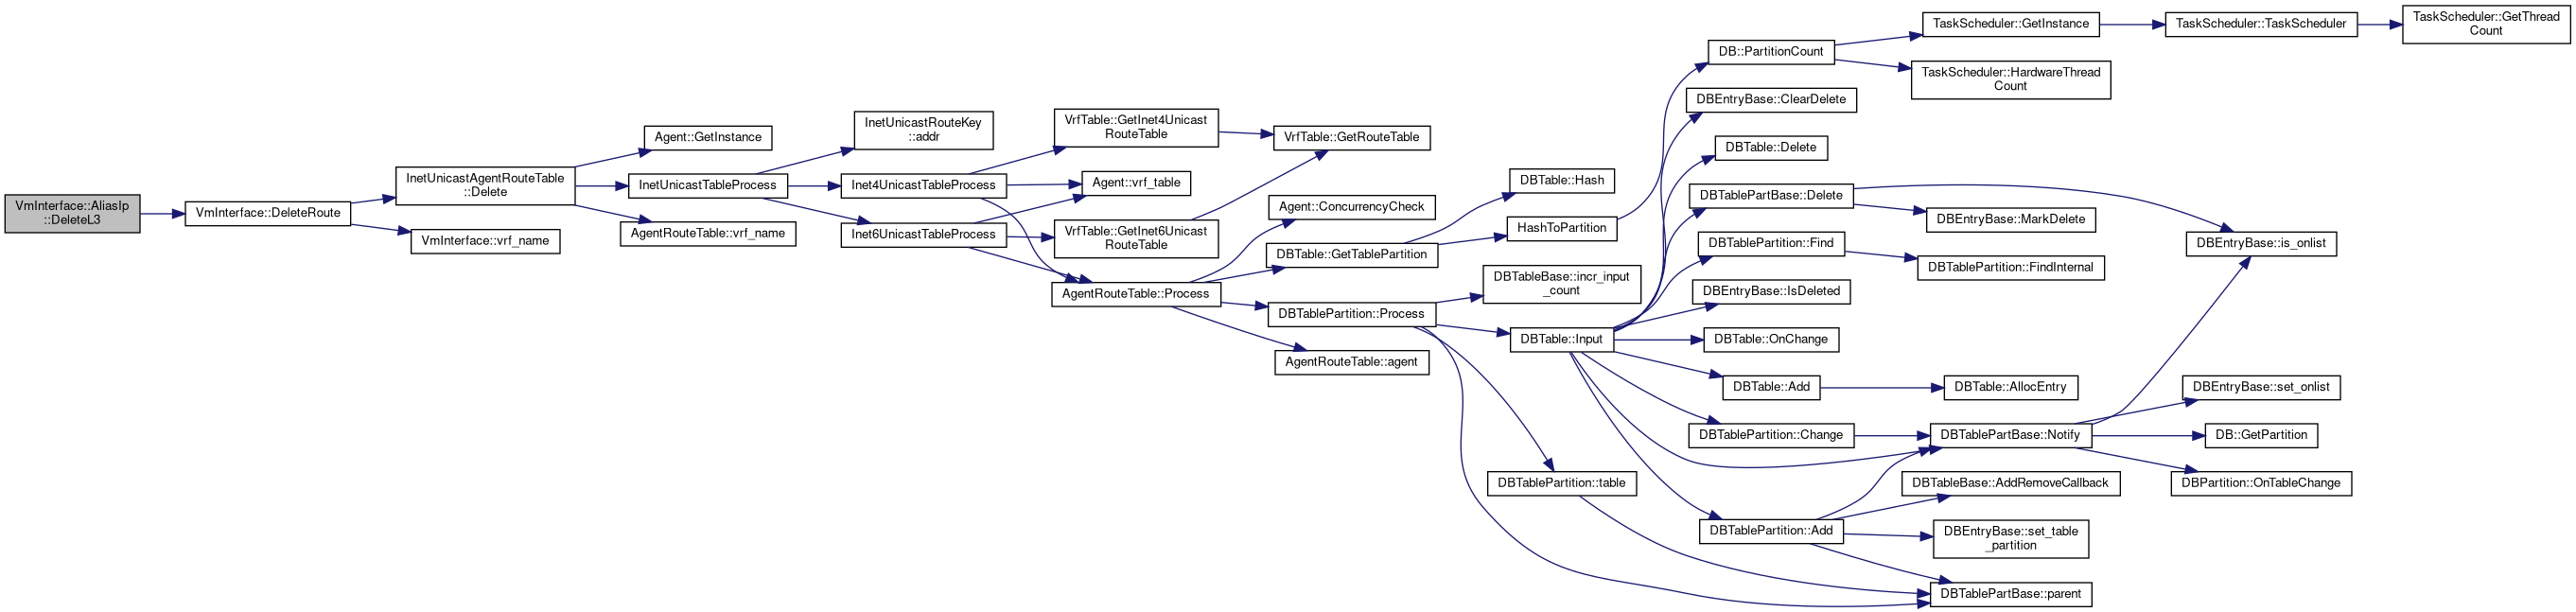 VmInterface::AliasIp
::DeleteL3
VmInterface::DeleteRoute
InetUnicastAgentRouteTable
::Delete
VmInterface::vrf_name
Agent::GetInstance
InetUnicastTableProcess
AgentRouteTable::vrf_name
InetUnicastRouteKey
::addr
Inet4UnicastTableProcess
Inet6UnicastTableProcess
VrfTable::GetInet4Unicast
RouteTable
Agent::vrf_table
VrfTable::GetInet6Unicast
RouteTable
AgentRouteTable::Process
VrfTable::GetRouteTable
Agent::ConcurrencyCheck
DBTable::GetTablePartition
DBTablePartition::Process
AgentRouteTable::agent
DBTable::Hash
HashToPartition
DBTableBase::incr_input
_count
DBTable::Input
DBTablePartition::table
DB::PartitionCount
DBEntryBase::ClearDelete
DBTable::Delete
DBTablePartBase::Delete
DBTablePartition::Find
DBEntryBase::IsDeleted
DBTable::OnChange
DBTable::Add
DBTablePartition::Change
DBTablePartition::Add
TaskScheduler::GetInstance
TaskScheduler::HardwareThread
Count
DBEntryBase::MarkDelete
DBTablePartition::FindInternal
DBTable::AllocEntry
DBTablePartBase::Notify
DBTableBase::AddRemoveCallback
DBEntryBase::set_table
_partition
DBTablePartBase::parent
TaskScheduler::TaskScheduler
DBEntryBase::is_onlist
DBEntryBase::set_onlist
DB::GetPartition
DBPartition::OnTableChange
TaskScheduler::GetThread
Count